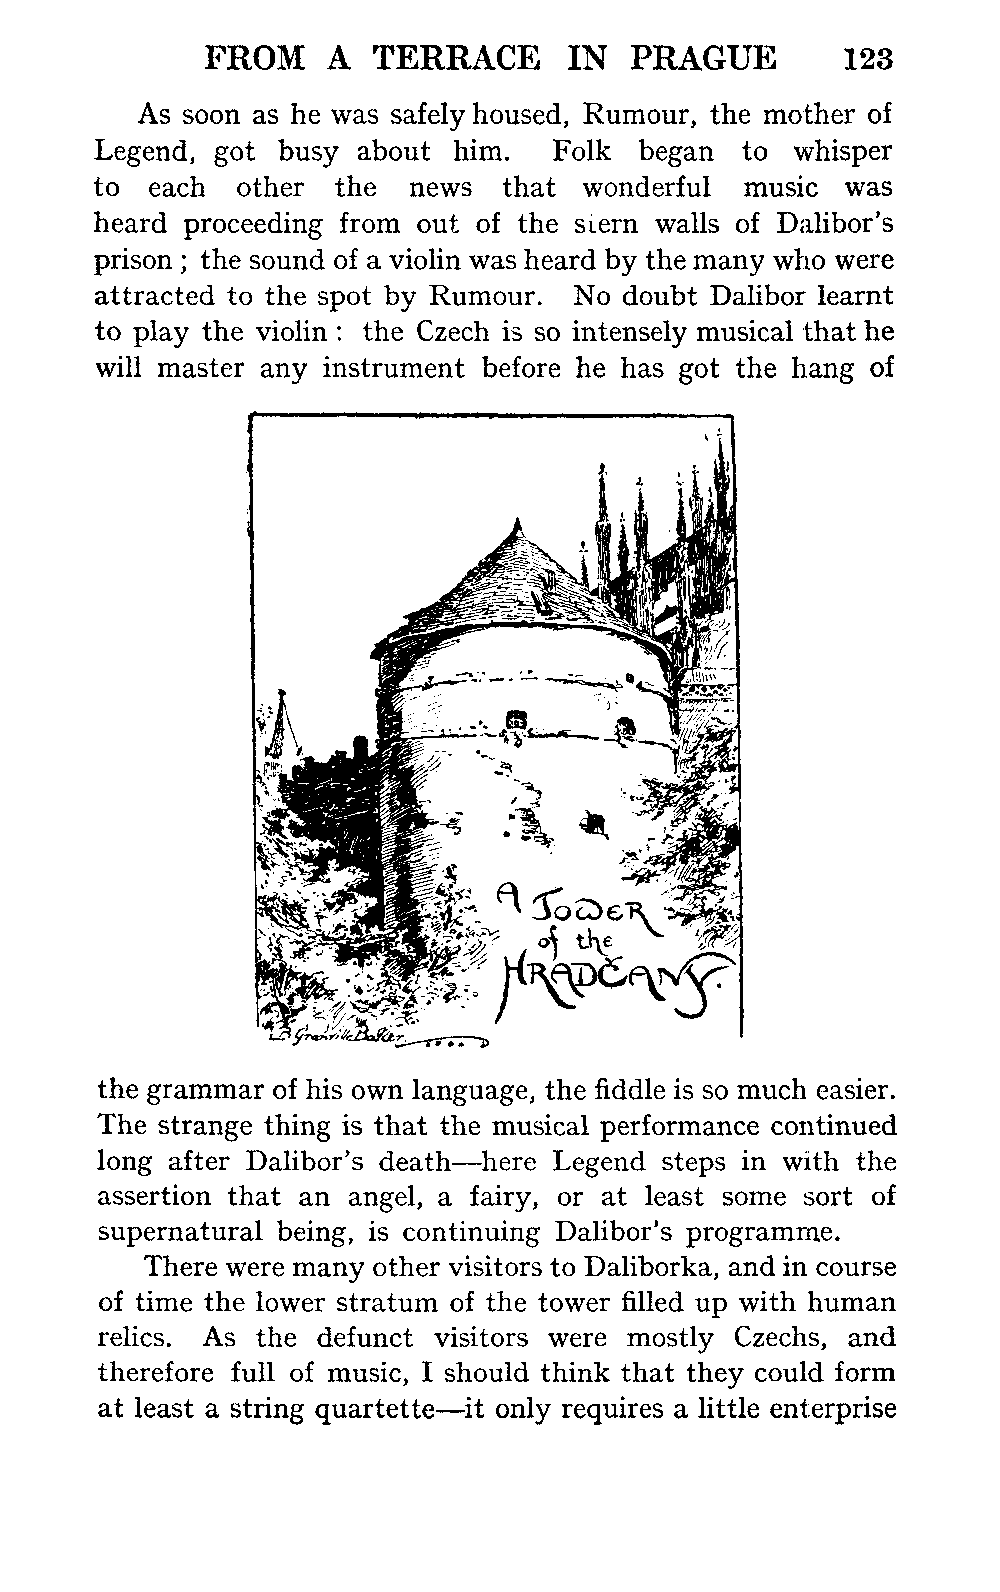 FROM A TERRACE IN PRAGUE 123
As soon as he was safely housed, Rumour, the mother of
Legend, got busy about him. Folk began to whisper
to each other the news that wonderful music was
heard proceeding from out of the stern walls of Dalibor's
prison ; the sound of a violin was heard by the many who were
attracted to the spot by Rumour. No doubt Dalibor learnt
to play the violin : the Czech is so intensely musical that he
will master any instrument before he has got the hang of
A TOWER
of the
HRADČANY.
B Granville Baker
the grammar of his own language, the fiddle is so much easier.
The strange thing is that the musical performance continued
long after Dalibor's death—here Legend steps in with the
assertion that an angel, a fairy, or at least some sort of
supernatural being, is continuing Dalibor's programme.
There were many other visitors to Daliborka, and in course
of time the lower stratum of the tower filled up with human
relics. As the defunct visitors were mostly Czechs, and
therefore full of music, I should think that they could form
at least a string quartette—it only requires a little enterprise